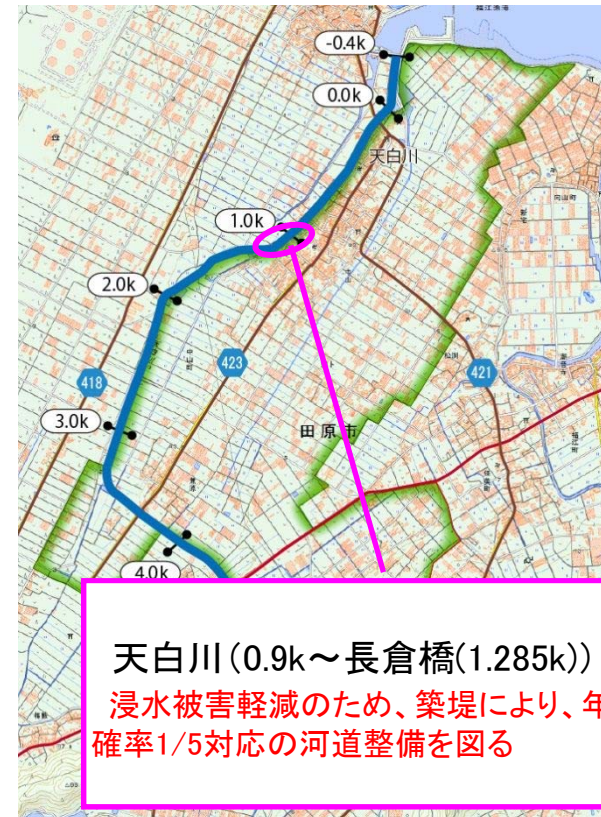 -0.4k
0.0k
天白川
1.0k
2.0k
423
418
421
3.0k
田原市
4.0k
天白川（0.9k～長倉橋(1.285k)）
浸水被害軽減のため、築堤により、年
確率1/5対応の河道整備を図る